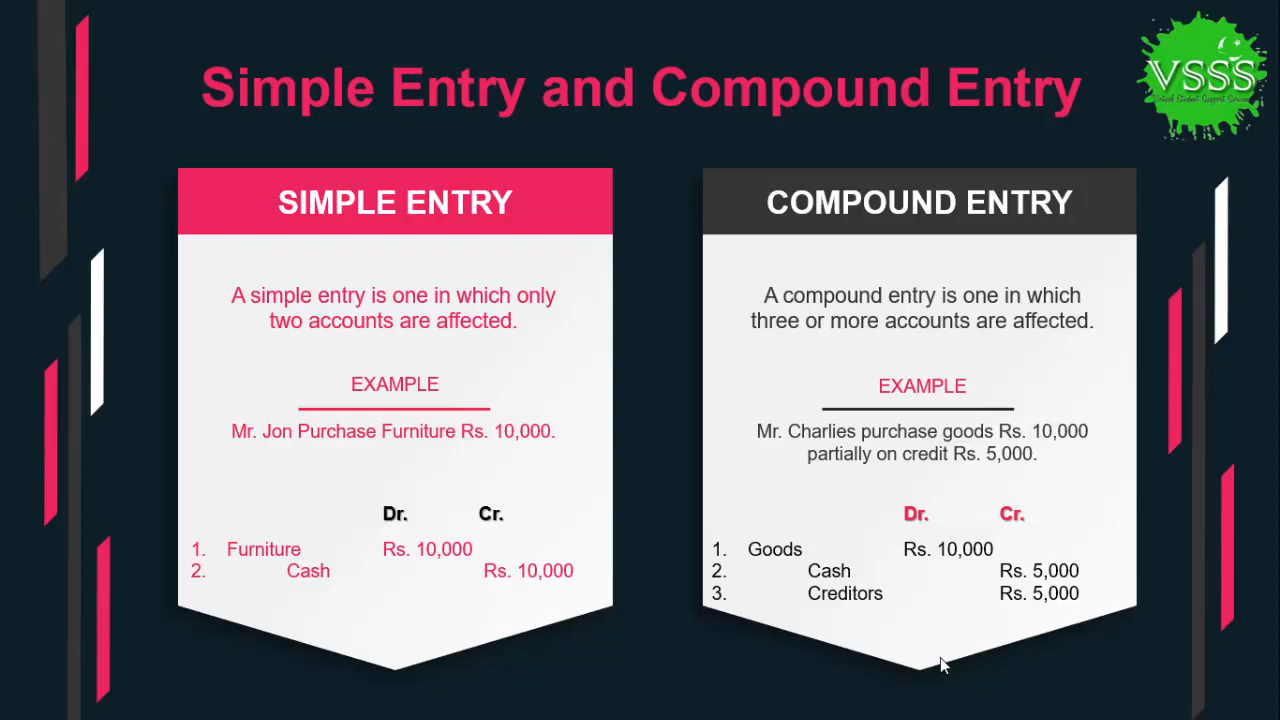 Simple Entry and Compound Entry
VSSS
Virtual Student Support Service
SIMPLE ENTRY
A simple entry is one in which only
two accounts are affected.
EXAMPLE
Mr. Jon Purchase Furniture Rs. 10,000.
Dr. Cr.
1. Furniture Rs. 10,000
2. Cash Rs. 10,000
COMPOUND ENTRY
A compound entry is one in which
three or more accounts are affected.
EXAMPLE
Mr. Charlies purchase goods Rs. 10,000
partially on credit Rs. 5,000.
Dr. Cr.
1. Goods Rs. 10,000
2. Cash Rs. 5,000
3. Creditors Rs. 5,000